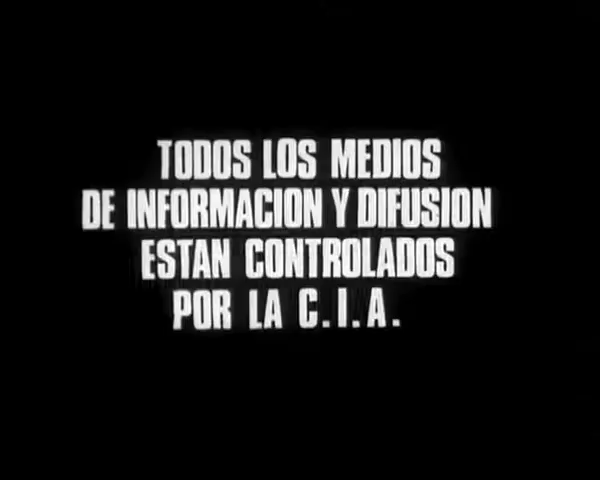 TODOS LOS MEDIOS
DE INFORMACION Y DIFUSION
ESTAN CONTROLADOS
POR LA C.I.A.